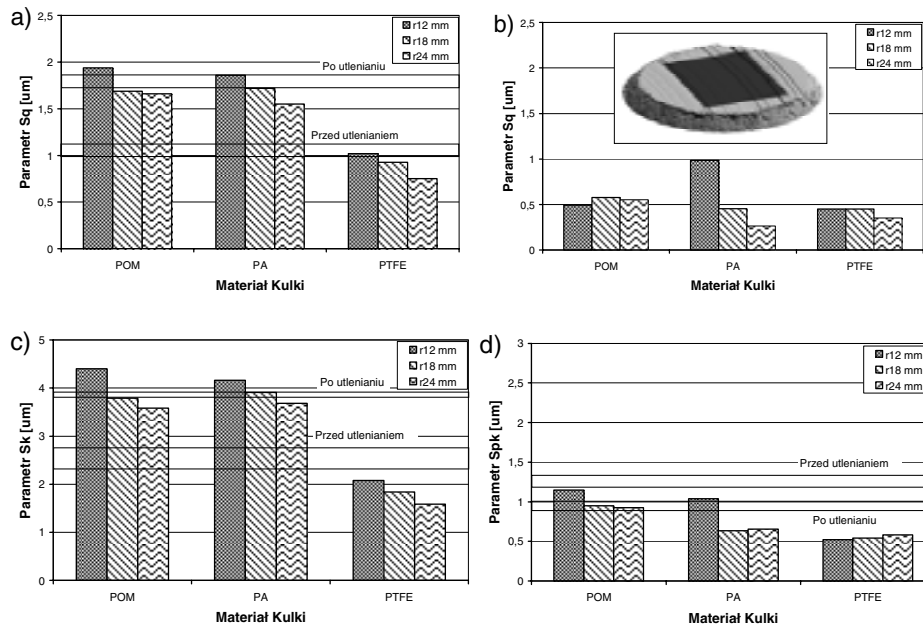 a)
Parametr Sq [um]
2,5
2
1,5
1
0,5
0
r12 mm
r18 mm
r24 mm
Po utlenianiu
Przed utlenianiem
POM PA PTFE
Materiał Kulki
b)
Parametr Sq [um]
2,5
2
1,5
1
0,5
0
r12 mm
r18 mm
r24 mm
POM PA PTFE
Materiał Kulki
c)
Parametr Sk [um]
5
4
3
2
1
0
r12 mm
r18 mm
r24 mm
Po utlenianiu
Przed utlenianiem
POM PA PTFE
Materiał Kulki
d)
Parametr Spk [um]
3
2,5
2
1,5
1
0,5
0
r12 mm
r18 mm
r24 mm
Przed utlenianiem
Po utlenianiu
POM PA PTFE
Materiał Kulki